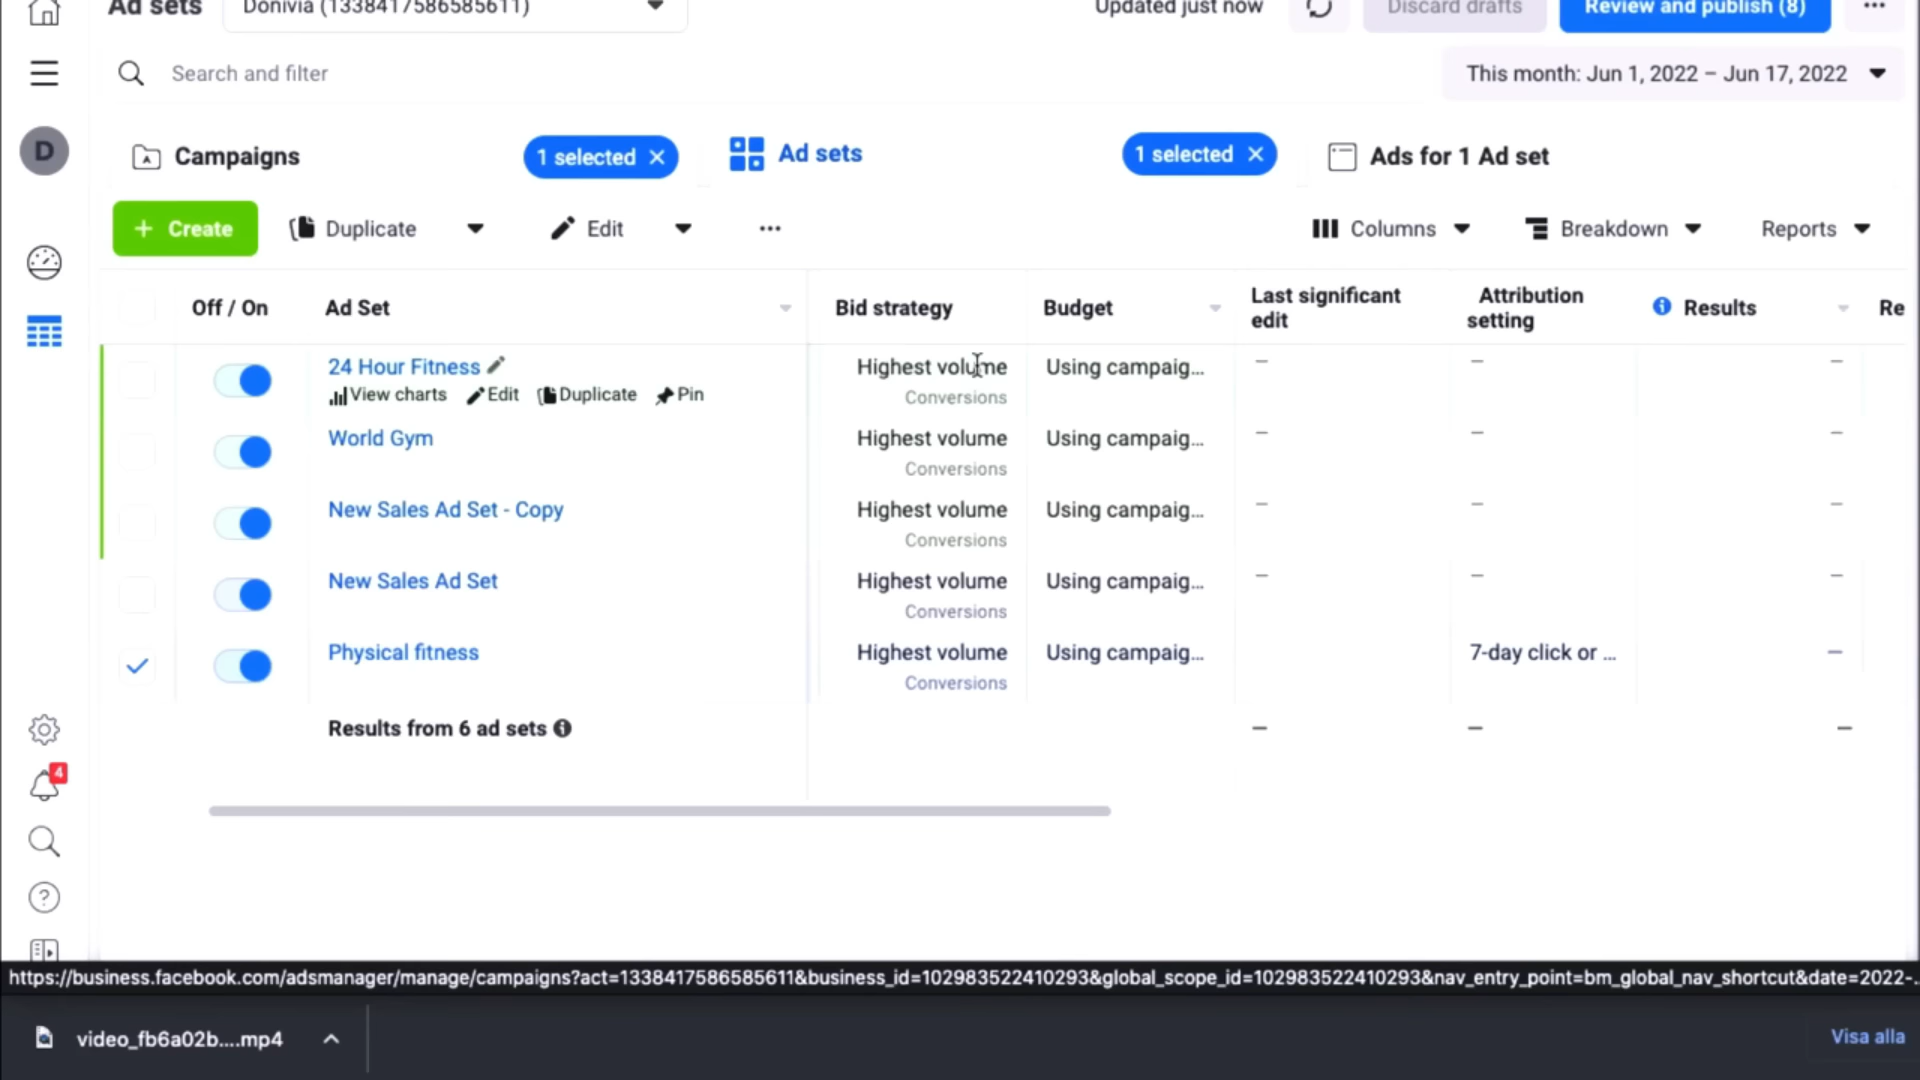 Ad sets
Donivia (1338417586585611)
Updated just now
Discard drafts
Review and publish (8)
Search and filter
This month: Jun 1, 2022 – Jun 17, 2022
D
Campaigns
1 selected
Ad sets
1 selected
Ads for 1 Ad set
+ Create
Duplicate
Edit
Columns
Breakdown
Reports
Off / On
Ad Set
Bid strategy
Budget
Last significant
edit
Attribution
setting
Results
Re
24 Hour Fitness
Highest volume
Using campaig...
–
–
–
View charts
Edit
Duplicate
Pin
Conversions
World Gym
Highest volume
Using campaig...
–
–
–
Conversions
New Sales Ad Set - Copy
Highest volume
Using campaig...
–
–
–
Conversions
New Sales Ad Set
Highest volume
Using campaig...
–
–
–
Conversions
Physical fitness
Highest volume
Using campaig...
7-day click or ...
–
Conversions
Results from 6 ad sets
–
–
–
4
https://business.facebook.com/adsmanager/manage/campaigns?act=1338417586585611&business_id=102983522410293&global_scope_id=102983522410293&nav_entry_point=bm_global_nav_shortcut&date=2022-...
video_fb6a02b....mp4
Visa alla